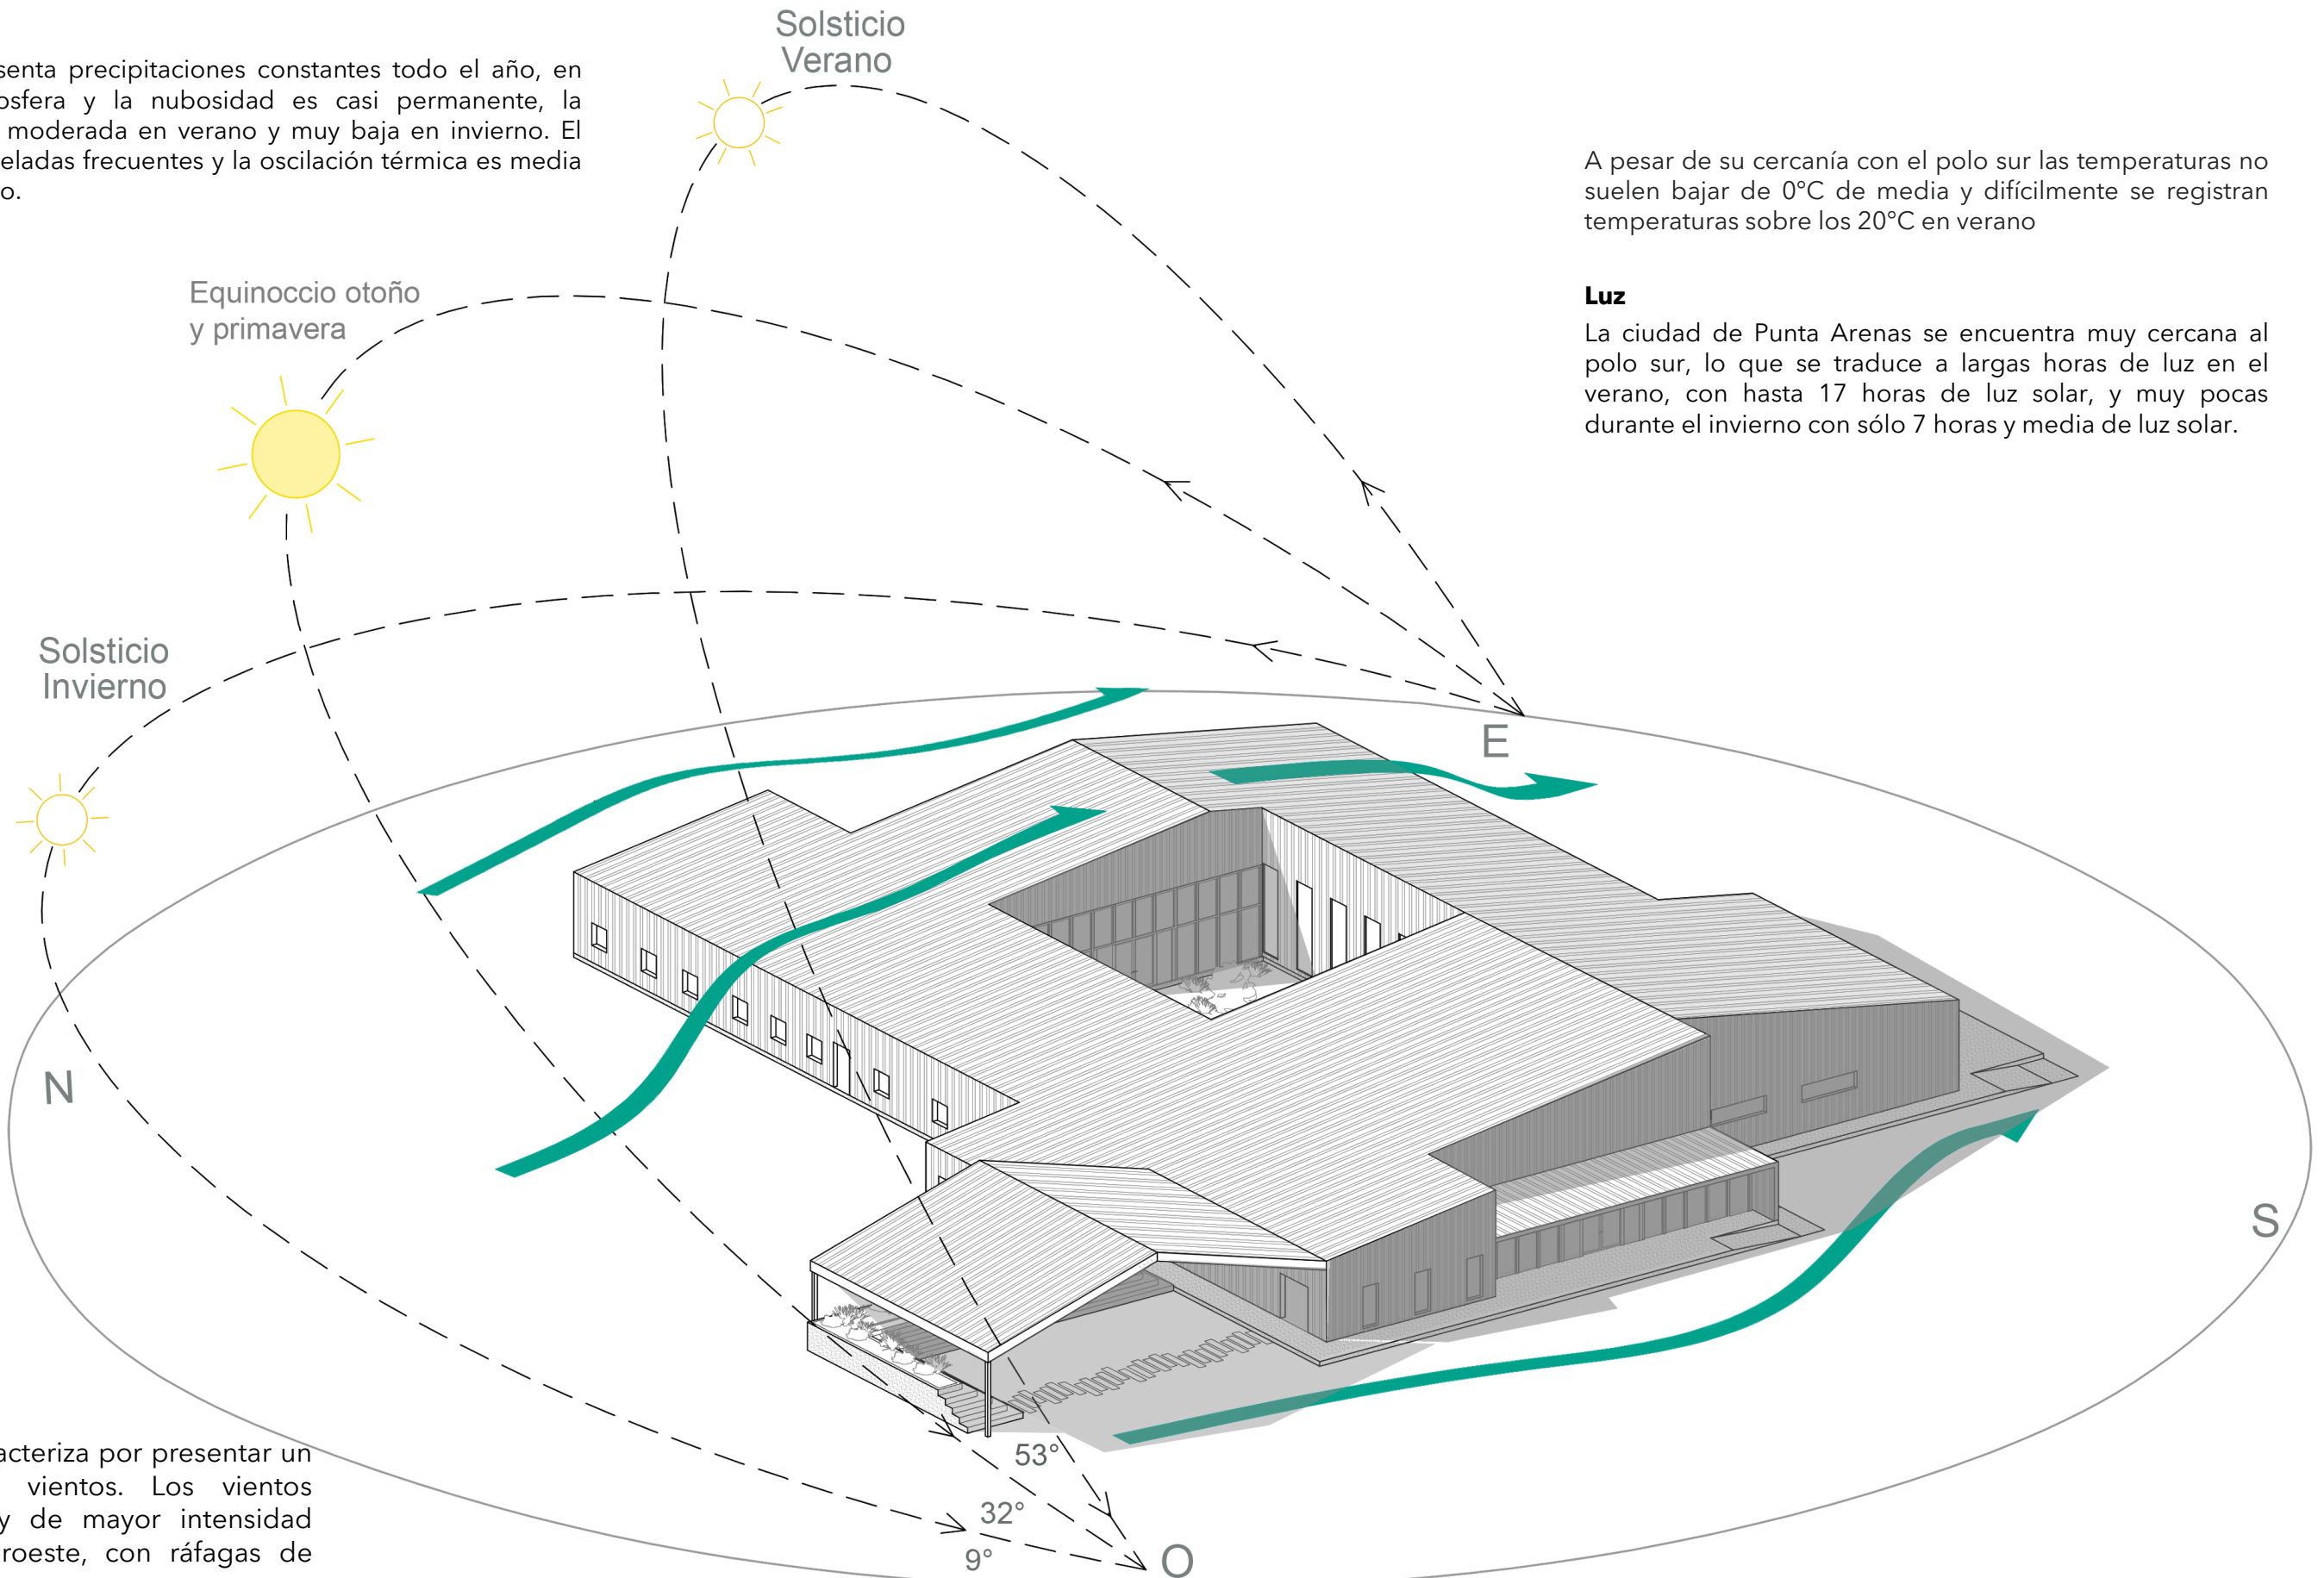 Solsticio
Verano
senta precipitaciones constantes todo el año, en
osfera y la nubosidad es casi permanente, la
moderada en verano y muy baja en invierno. El
eladas frecuentes y la oscilación térmica es media
o.
A pesar de su cercanía con el polo sur las temperaturas no
suelen bajar de 0°C de media y difícilmente se registran
temperaturas sobre los 20°C en verano
Luz
La ciudad de Punta Arenas se encuentra muy cercana al
polo sur, lo que se traduce a largas horas de luz en el
verano, con hasta 17 horas de luz solar, y muy pocas
durante el invierno con sólo 7 horas y media de luz solar.
Equinoccio otoño
y primavera
Solsticio
Invierno
E
N
S
acteriza por presentar un
vientos. Los vientos
y de mayor intensidad
roeste, con ráfagas de
53°
32°
9°
O